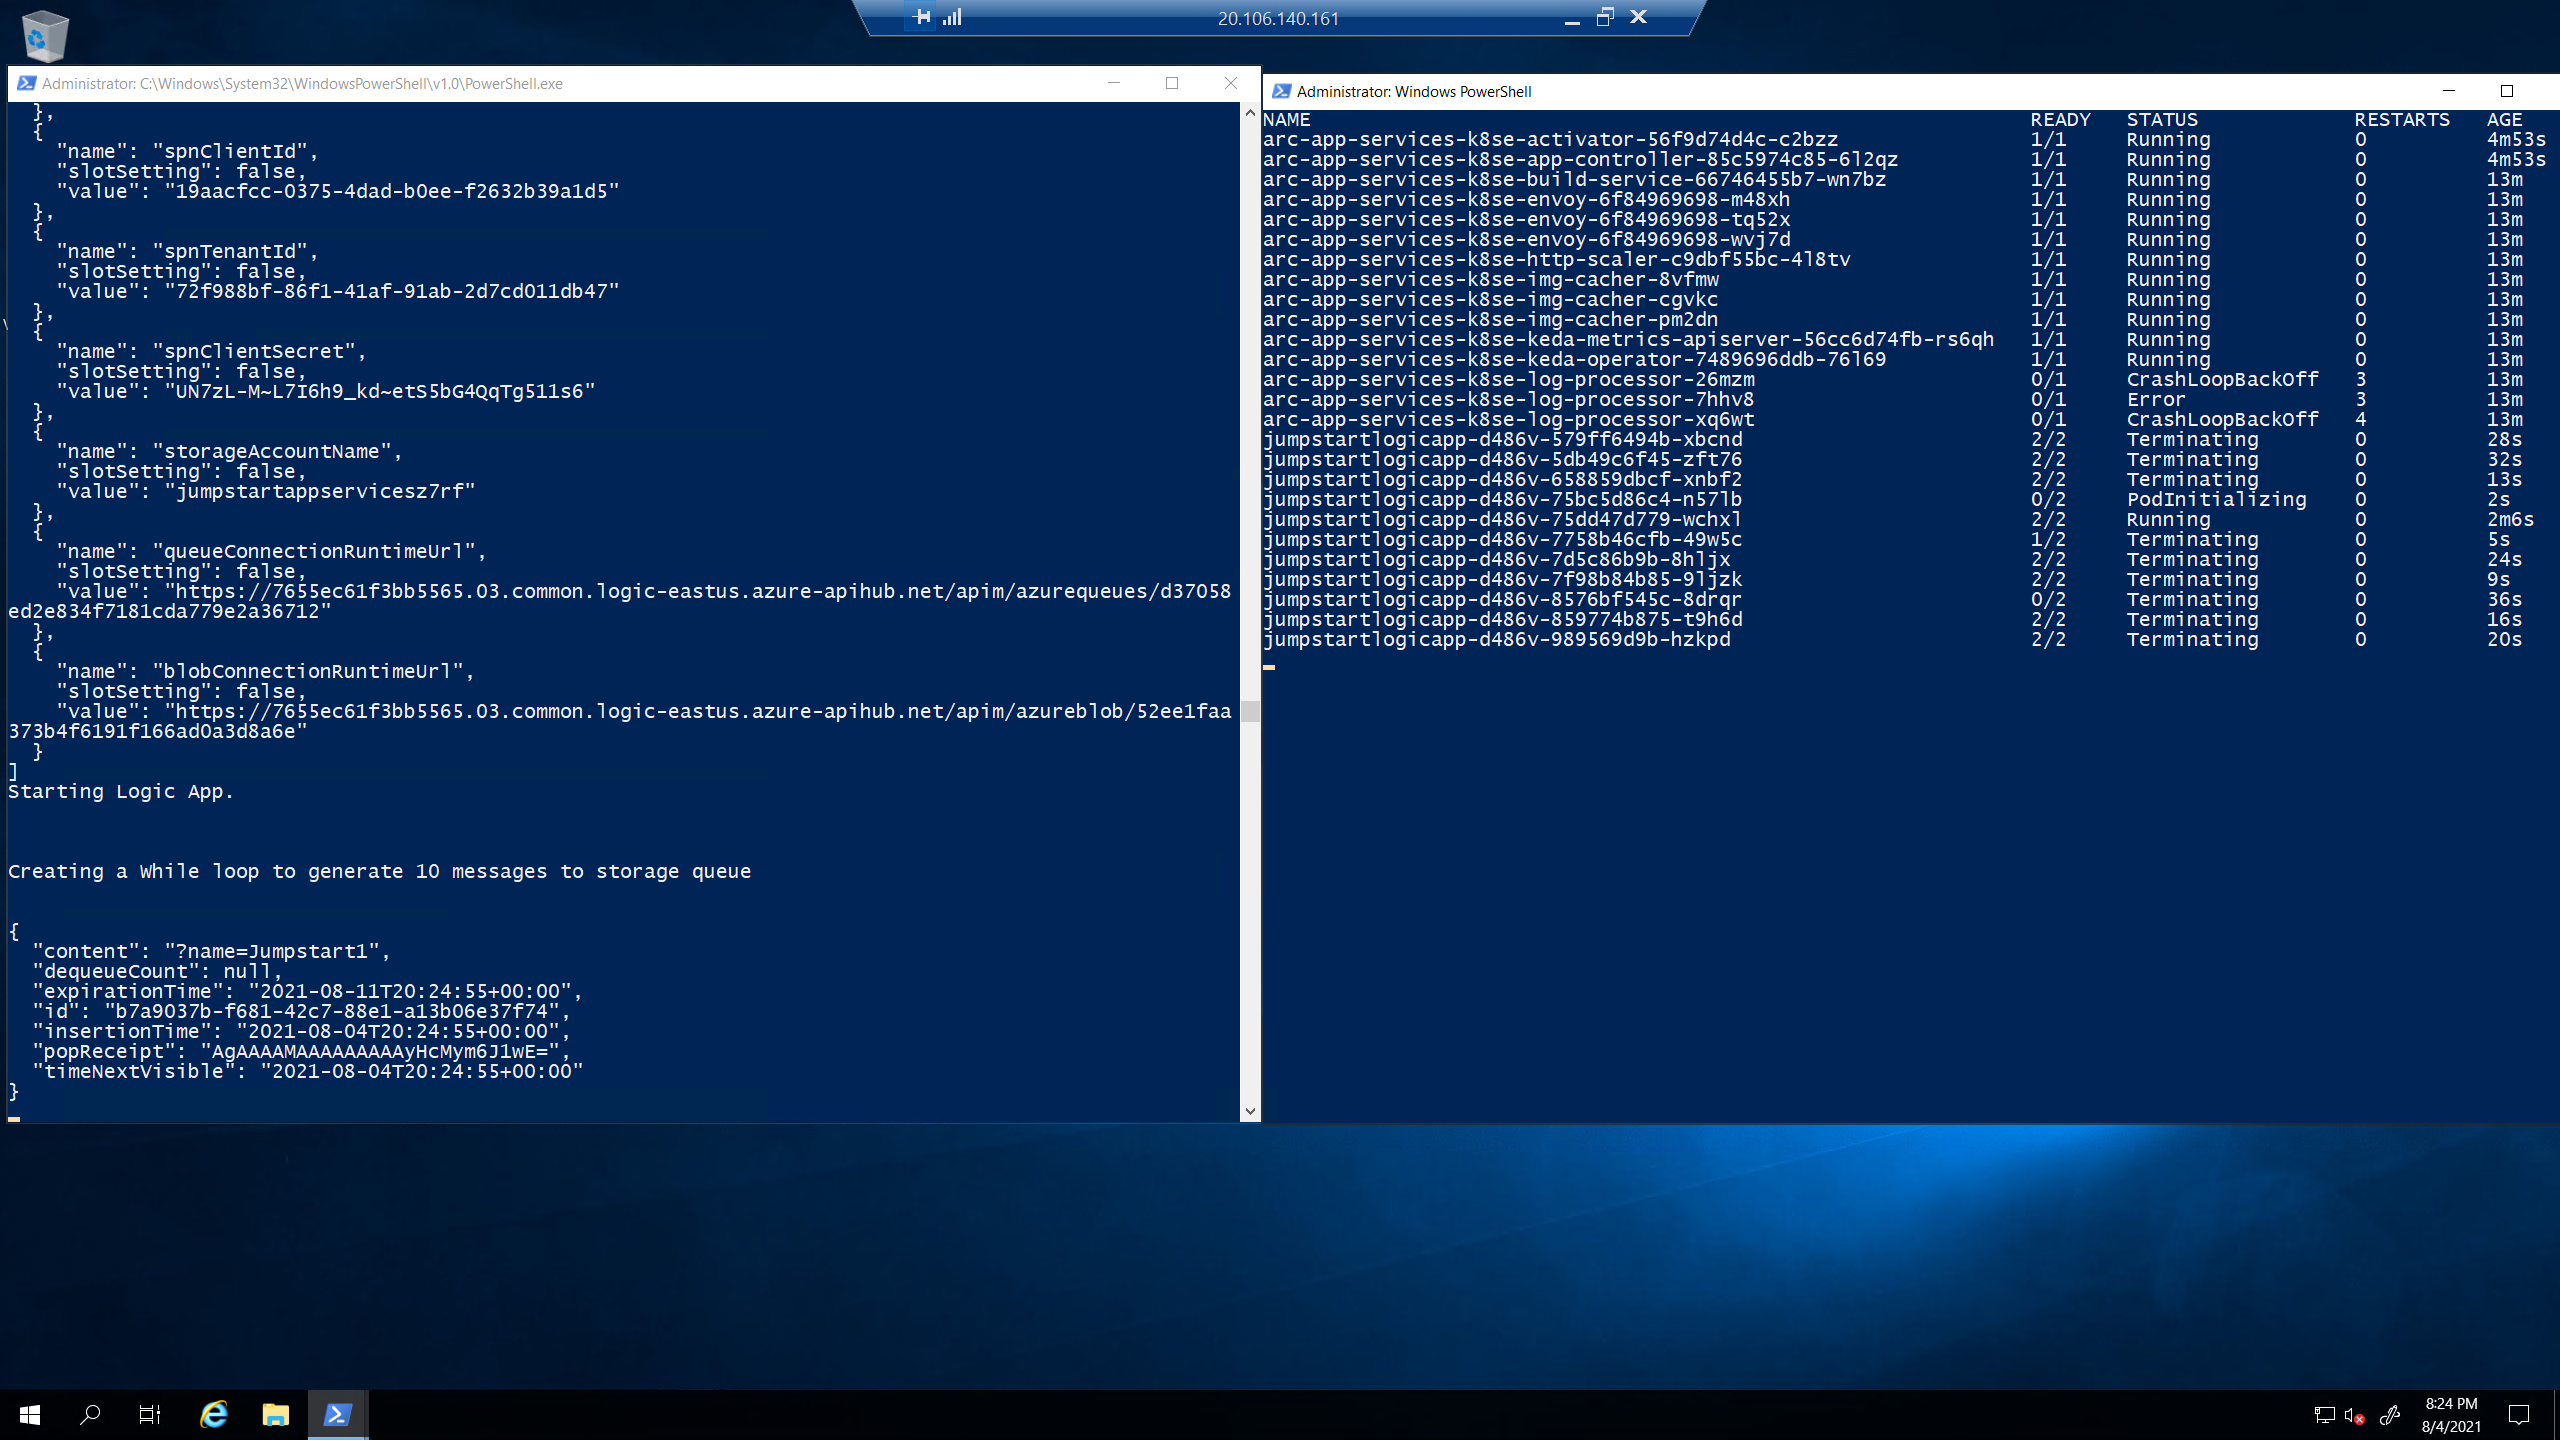 20.106.140.161
Administrator: C:\Windows\System32\WindowsPowerShell\v1.0\PowerShell.exe
  },
  {
    "name": "spnClientId",
    "slotSetting": false,
    "value": "19aacfcc-0375-4dad-b0ee-f2632b39a1d5"
  },
  {
    "name": "spnTenantId",
    "slotSetting": false,
    "value": "72f988bf-86f1-41af-91ab-2d7cd011db47"
  },
  {
    "name": "spnClientSecret",
    "slotSetting": false,
    "value": "UN7zL-M~L7I6h9_kd~etS5bG4QqTg511s6"
  },
  {
    "name": "storageAccountName",
    "slotSetting": false,
    "value": "jumpstartappservicesz7rf"
  },
  {
    "name": "queueConnectionRuntimeUrl",
    "slotSetting": false,
    "value": "https://7655ec61f3bb5565.03.common.logic-eastus.azure-apihub.net/apim/azurequeues/d37058
ed2e834f7181cda779e2a36712"
  },
  {
    "name": "blobConnectionRuntimeUrl",
    "slotSetting": false,
    "value": "https://7655ec61f3bb5565.03.common.logic-eastus.azure-apihub.net/apim/azureblob/52ee1faa
373b4f6191f166ad0a3d8a6e"
  }
]
Starting Logic App.
Creating a While loop to generate 10 messages to storage queue
{
  "content": "?name=Jumpstart1",
  "dequeueCount": null,
  "expirationTime": "2021-08-11T20:24:55+00:00",
  "id": "b7a9037b-f681-42c7-88e1-a13b06e37f74",
  "insertionTime": "2021-08-04T20:24:55+00:00",
  "popReceipt": "AgAAAAMAAAAAAAAAyHcMym6J1wE=",
  "timeNextVisible": "2021-08-04T20:24:55+00:00"
}
Administrator: Windows PowerShell
NAME READY STATUS RESTARTS AGE
arc-app-services-k8se-activator-56f9d74d4c-c2bzz 1/1 Running 0 4m53s
arc-app-services-k8se-app-controller-85c5974c85-6l2qz 1/1 Running 0 4m53s
arc-app-services-k8se-build-service-66746455b7-wn7bz 1/1 Running 0 13m
arc-app-services-k8se-envoy-6f84969698-m48xh 1/1 Running 0 13m
arc-app-services-k8se-envoy-6f84969698-tq52x 1/1 Running 0 13m
arc-app-services-k8se-envoy-6f84969698-wvj7d 1/1 Running 0 13m
arc-app-services-k8se-http-scaler-c9dbf55bc-4l8tv 1/1 Running 0 13m
arc-app-services-k8se-img-cacher-8vfmw 1/1 Running 0 13m
arc-app-services-k8se-img-cacher-cgvkc 1/1 Running 0 13m
arc-app-services-k8se-img-cacher-pm2dn 1/1 Running 0 13m
arc-app-services-k8se-keda-metrics-apiserver-56cc6d74fb-rs6qh 1/1 Running 0 13m
arc-app-services-k8se-keda-operator-7489696ddb-76l69 1/1 Running 0 13m
arc-app-services-k8se-log-processor-26mzm 0/1 CrashLoopBackOff 3 13m
arc-app-services-k8se-log-processor-7hhv8 0/1 Error 3 13m
arc-app-services-k8se-log-processor-xq6wt 0/1 CrashLoopBackOff 4 13m
jumpstartlogicapp-d486v-579ff6494b-xbcnd 2/2 Terminating 0 28s
jumpstartlogicapp-d486v-5db49c6f45-zft76 2/2 Terminating 0 32s
jumpstartlogicapp-d486v-658859dbcf-xnbf2 2/2 Terminating 0 13s
jumpstartlogicapp-d486v-75bc5d86c4-n57lb 0/2 PodInitializing 0 2s
jumpstartlogicapp-d486v-75dd47d779-wchxl 2/2 Running 0 2m6s
jumpstartlogicapp-d486v-7758b46cfb-49w5c 1/2 Terminating 0 5s
jumpstartlogicapp-d486v-7d5c86b9b-8hljx 2/2 Terminating 0 24s
jumpstartlogicapp-d486v-7f98b84b85-9ljzk 2/2 Terminating 0 9s
jumpstartlogicapp-d486v-8576bf545c-8drqr 0/2 Terminating 0 36s
jumpstartlogicapp-d486v-859774b875-t9h6d 2/2 Terminating 0 16s
jumpstartlogicapp-d486v-989569d9b-hzkpd 2/2 Terminating 0 20s
8:24 PM
8/4/2021